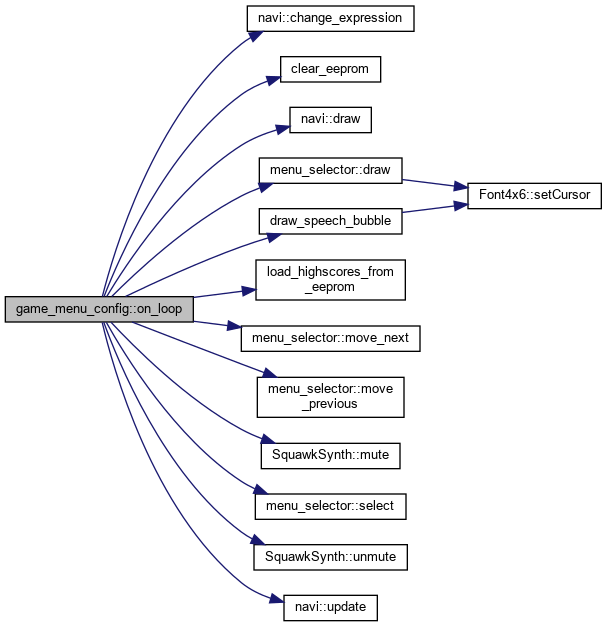 navi::change_expression
clear_eeprom
navi::draw
menu_selector::draw
Font4x6::setCursor
draw_speech_bubble
load_highscores_from
_eeprom
game_menu_config::on_loop
menu_selector::move_next
menu_selector::move
_previous
SquawkSynth::mute
menu_selector::select
SquawkSynth::unmute
navi::update